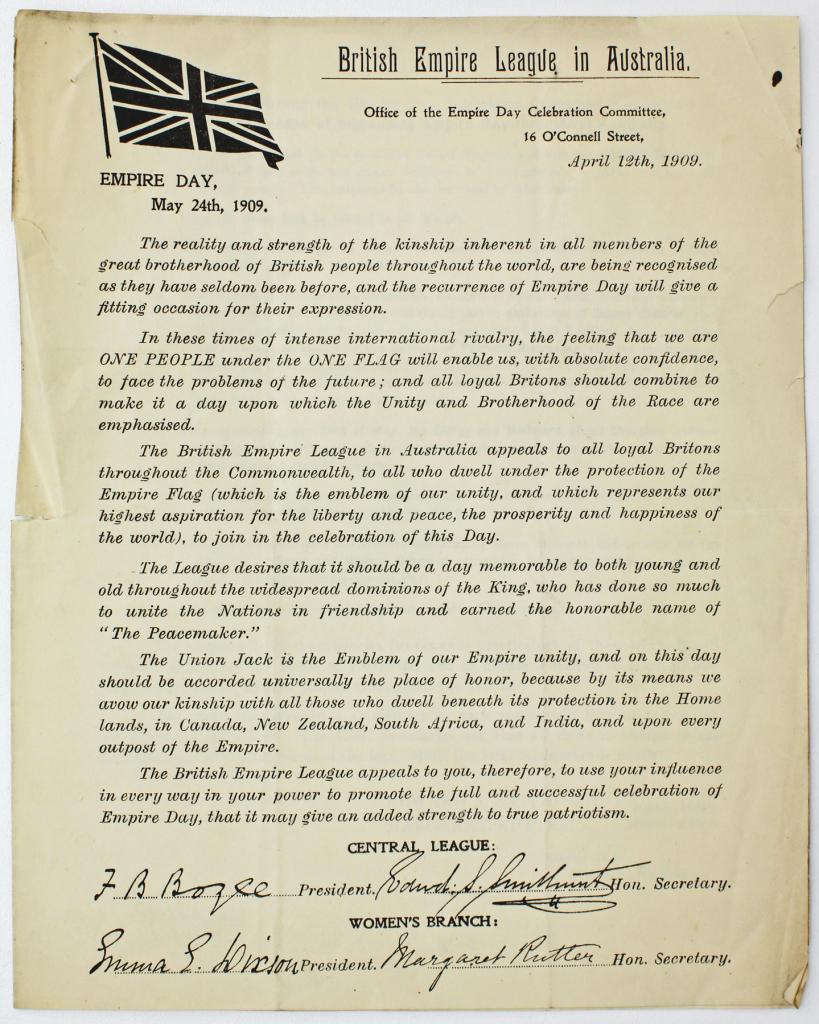 British Empire League in Australia.
Office of the Empire Day Celebration Committee,
16 O'Connell Street,
April 12th, 1909.
EMPIRE DAY,
May 24th, 1909.
The reality and strength of the kinship inherent in all members of the
great brotherhood of British people throughout the world, are being recognised
as they have seldom been before, and the recurrence of Empire Day will give a
fitting occasion for their expression.
In these times of intense international rivalry, the feeling that we are
ONE PEOPLE under the ONE FLAG will enable us, with absolute confidence,
to face the problems of the future; and all loyal Britons should combine to
make it a day upon which the Unity and Brotherhood of the Race are
emphasised.
The British Empire League in Australia appeals to all loyal Britons
throughout the Commonwealth, to all who dwell under the protection of the
Empire Flag (which is the emblem of our unity, and which represents our
highest aspiration for the liberty and peace, the prosperity and happiness of
the world), to join in the celebration of this Day.
The League desires that it should be a day memorable to both young and
old throughout the widespread dominions of the King, who has done so much
to unite the Nations in friendship and earned the honorable name of
"The Peacemaker."
The Union Jack is the Emblem of our Empire unity, and on this day
should be accorded universally the place of honor, because by its means we
avow our kinship with all those who dwell beneath its protection in the Home
lands, in Canada, New Zealand, South Africa, and India, and upon every
outpost of the Empire.
The British Empire League appeals to you, therefore, to use your influence
in every way in your power to promote the full and successful celebration of
Empire Day, that it may give an added strength to true patriotism.
CENTRAL LEAGUE:
F B Boyce President. Edwd. S. Hon. Secretary.
WOMEN'S BRANCH:
Emma E. Dixson President. Margaret Rutter Hon. Secretary.